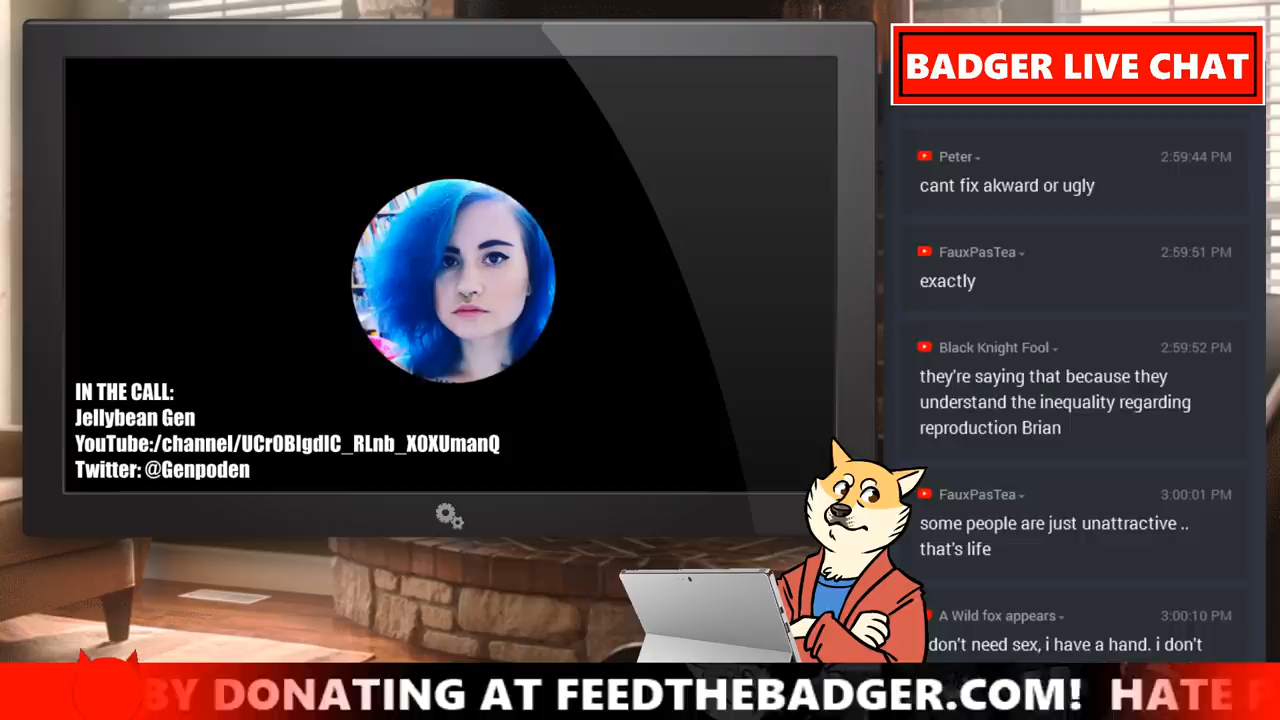 BADGER LIVE CHAT
Peter
2:59:44 PM
cant fix akward or ugly
FauxPasTea
2:59:51 PM
exactly
Black Knight Fool
2:59:52 PM
they're saying that because they
understand the inequality regarding
reproduction Brian
FauxPasTea
3:00:01 PM
some people are just unattractive ..
that's life
A Wild fox appears
3:00:10 PM
don't need sex, i have a hand. i don't
IN THE CALL:
Jellybean Gen
YouTube:/channel/UCrOBIgdIC_RLnb_XOXUmanQ
Twitter: @Genpoden
BY DONATING AT FEEDTHEBADGER.COM! HATE